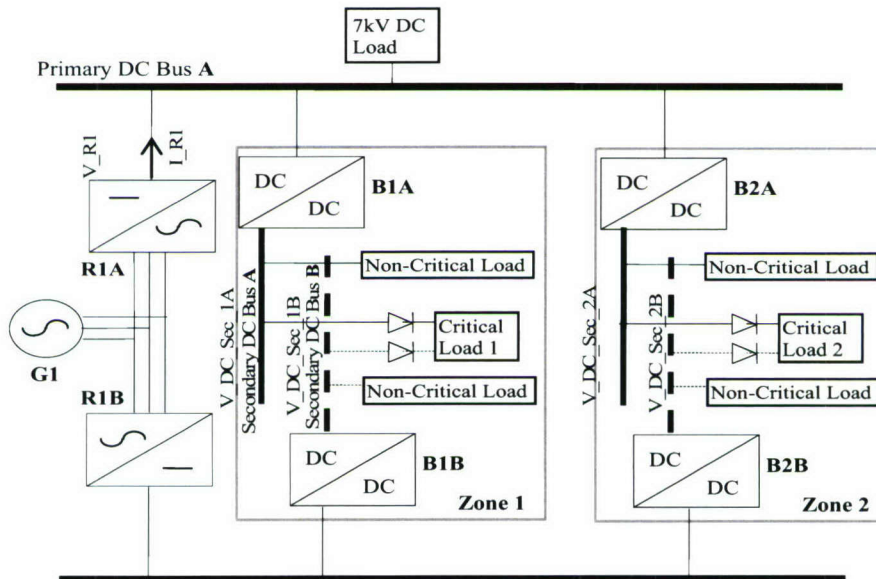 7kV DC
Load
Primary DC Bus A
V_R1
I_R1
R1A
G1
R1B
DC
DC
B1A
V_DC_Sec_1A
Secondary DC Bus A
V_DC_Sec_1B
Secondary DC Bus B
Non-Critical Load
Critical
Load 1
Non-Critical Load
DC
DC
B1B
Zone 1
DC
DC
B2A
V_DC_Sec_2A
V_DC_Sec_2B
Non-Critical Load
Critical
Load 2
Non-Critical Load
DC
DC
B2B
Zone 2